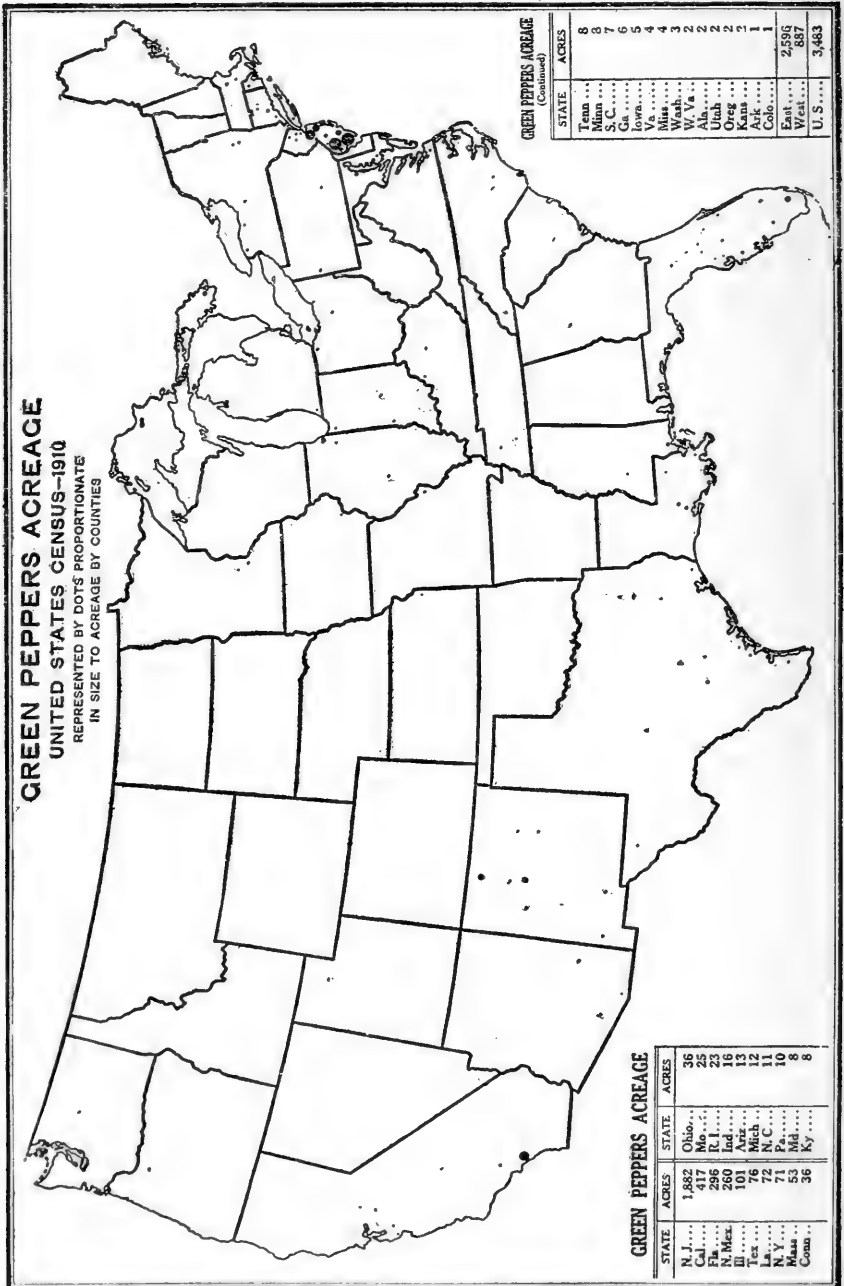 GREEN PEPPERS ACREAGE
UNITED STATES CENSUS–1910
REPRESENTED BY DOTS PROPORTIONATE
IN SIZE TO ACREAGE BY COUNTIES
GREEN PEPPERS ACREAGE
STATE ACRES STATE ACRES
N.J..... 1,882 Ohio... 36
Cal..... 417 Mo..... 25
Fla..... 296 R. I.... 23
N. Mex. 260 Ind..... 16
Ill...... 101 Ariz.... 13
Tex.... 76 Mich... 12
La..... 72 N. C... 11
N. Y... 71 Pa..... 10
Mass.. 53 Md.... 8
Conn.. 36 Ky..... 8
GREEN PEPPERS ACREAGE
(Continued)
STATE ACRES
Tenn... 8
Minn... 8
S. C.... 7
Ga..... 6
Iowa.... 5
Va..... 4
Miss.... 4
Wash... 3
W. Va.. 2
Ala..... 2
Utah... 2
Oreg... 2
Kans... 2
Ark.... 1
Colo.... 1
East.... 2,596
West... 887
U. S.... 3,483